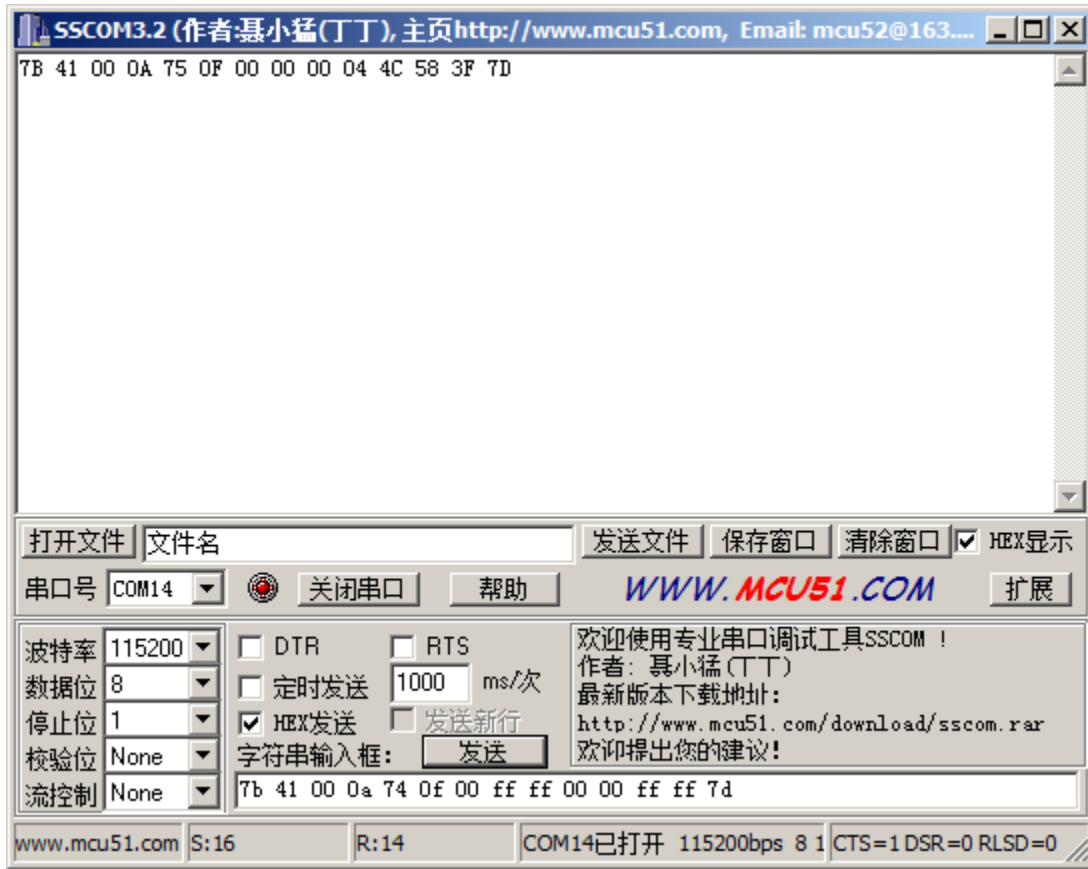 SSCOM3.2 (作者:聂小猛(丁丁), 主页http://www.mcu51.com, Email: mcu52@163....
7B 41 00 0A 75 0F 00 00 00 04 4C 58 3F 7D
打开文件 文件名 发送文件 保存窗口 清除窗口 HEX显示
串口号 COM14 关闭串口 帮助 WWW.MCU51.COM 扩展
波特率 115200 DTR RTS
数据位 8 定时发送 1000 ms/次
停止位 1 HEX发送 发送新行
校验位 None 字符串输入框: 发送
流控制 None 7b 41 00 0a 74 0f 00 ff ff 00 00 ff ff 7d
欢迎使用专业串口调试工具SSCOM !
作者: 聂小猛(丁丁)
最新版本下载地址:
http://www.mcu51.com/download/sscom.rar
欢迎提出您的建议!
www.mcu51.com S:16 R:14 COM14已打开 115200bps 8 1 CTS=1 DSR=0 RLSD=0